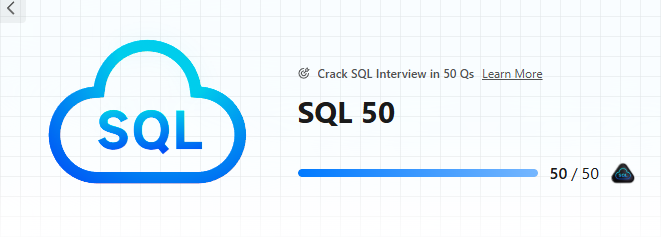 Crack SQL Interview in 50 Qs Learn More
SQL
SQL 50
50 / 50